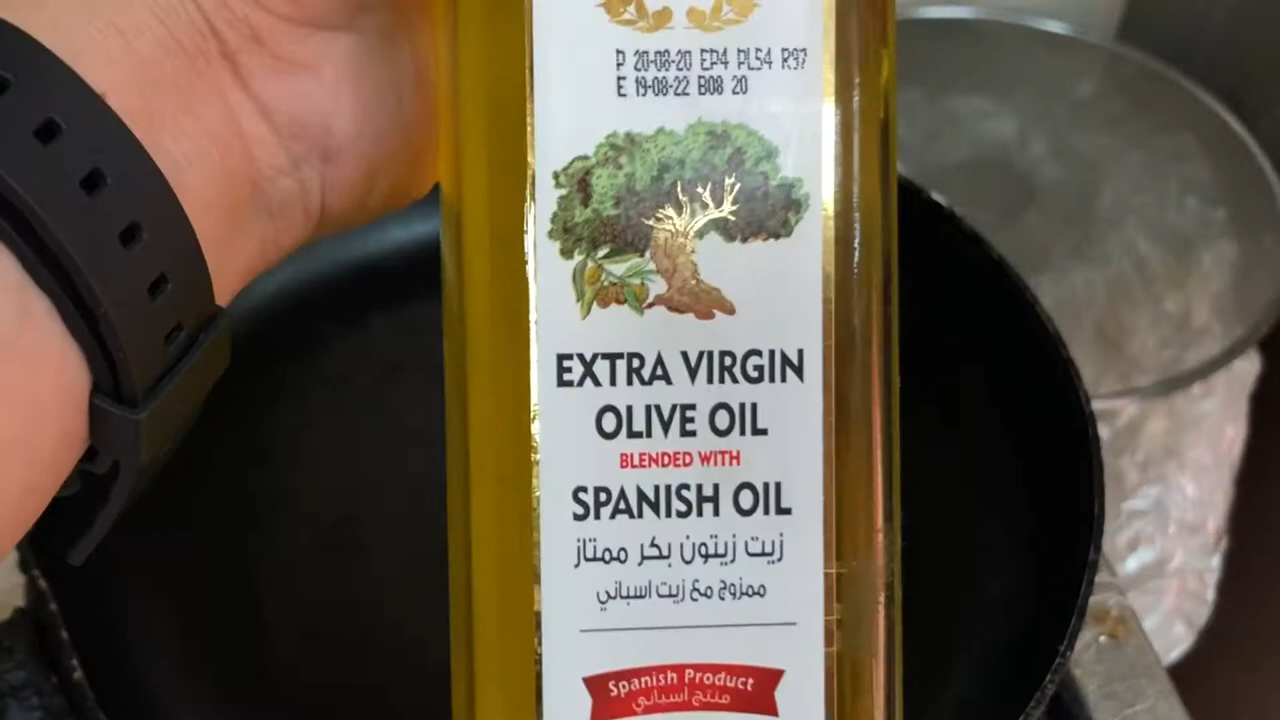 P 20-08-20 EP4 PL54 R97
E 19-08-22 B08 20
EXTRA VIRGIN
OLIVE OIL
BLENDED WITH
SPANISH OIL
زيت زيتون بكر ممتاز
ممزوج مع زيت اسباني
Spanish Product
منتج اسباني